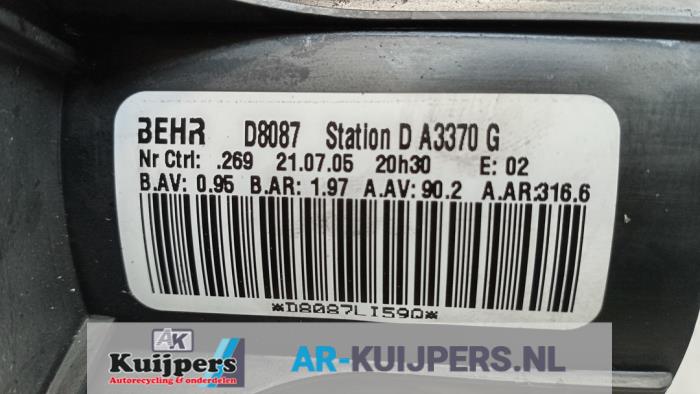 BEHR D8087 Station D A3370 G
Nr Ctrl: .269 21.07.05 20h30 E: 02
B.AV: 0.95 B.AR: 1.97 A.AV: 90.2 A.AR:316.6
*D8087LI59Q*
AK
Kuijpers
Autorecycling & onderdelen
AR-KUIJPERS.NL